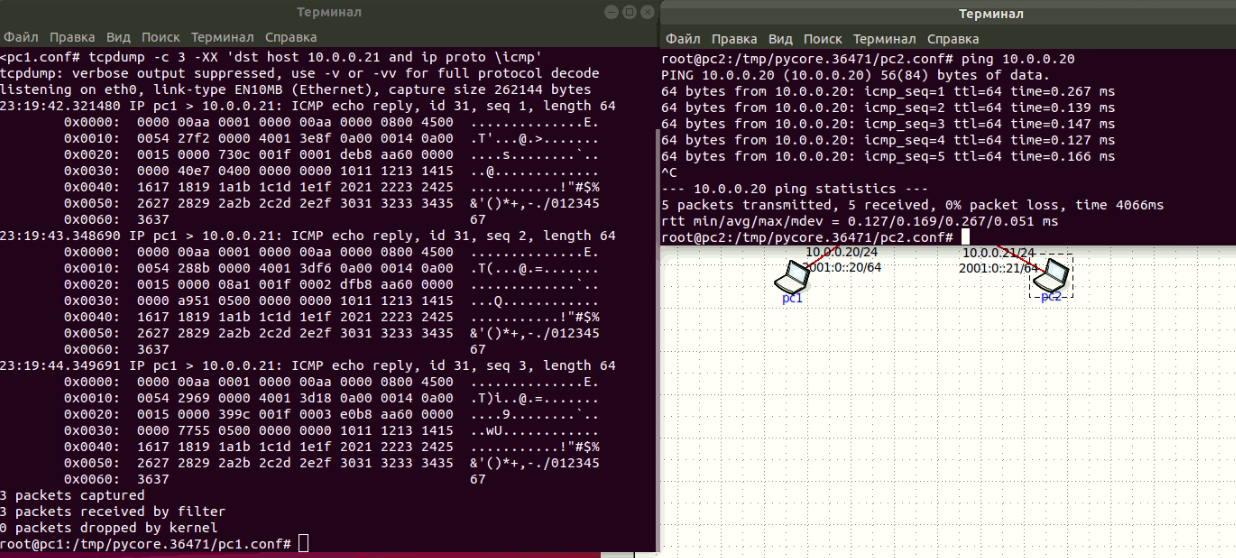 Терминал
Файл Правка Вид Поиск Терминал Справка
<pc1.conf# tcpdump -c 3 -XX 'dst host 10.0.0.21 and ip proto \icmp'
tcpdump: verbose output suppressed, use -v or -vv for full protocol decode
listening on eth0, link-type EN10MB (Ethernet), capture size 262144 bytes
23:19:42.321480 IP pc1 > 10.0.0.21: ICMP echo reply, id 31, seq 1, length 64
0x0000: 0000 00aa 0001 0000 00aa 0000 0800 4500 ..............E.
0x0010: 0054 27f2 0000 4001 3e8f 0a00 0014 0a00 .T'...@.>.......
0x0020: 0015 0000 730c 001f 0001 deb8 aa60 0000 ....s........`..
0x0030: 0000 40e7 0400 0000 0000 1011 1213 1415 ..@.............
0x0040: 1617 1819 1a1b 1c1d 1e1f 2021 2223 2425 ...........!"#$%
0x0050: 2627 2829 2a2b 2c2d 2e2f 3031 3233 3435 &'()*+,-./012345
0x0060: 3637 67
23:19:43.348690 IP pc1 > 10.0.0.21: ICMP echo reply, id 31, seq 2, length 64
0x0000: 0000 00aa 0001 0000 00aa 0000 0800 4500 ..............E.
0x0010: 0054 288b 0000 4001 3df6 0a00 0014 0a00 .T(...@.=.......
0x0020: 0015 0000 08a1 001f 0002 dfb8 aa60 0000 .............`..
0x0030: 0000 a951 0500 0000 0000 1011 1213 1415 ...Q............
0x0040: 1617 1819 1a1b 1c1d 1e1f 2021 2223 2425 ...........!"#$%
0x0050: 2627 2829 2a2b 2c2d 2e2f 3031 3233 3435 &'()*+,-./012345
0x0060: 3637 67
23:19:44.349691 IP pc1 > 10.0.0.21: ICMP echo reply, id 31, seq 3, length 64
0x0000: 0000 00aa 0001 0000 00aa 0000 0800 4500 ..............E.
0x0010: 0054 2969 0000 4001 3d18 0a00 0014 0a00 .T)i..@.=.......
0x0020: 0015 0000 399c 001f 0003 e0b8 aa60 0000 ....9........`..
0x0030: 0000 7755 0500 0000 0000 1011 1213 1415 ..wU............
0x0040: 1617 1819 1a1b 1c1d 1e1f 2021 2223 2425 ...........!"#$%
0x0050: 2627 2829 2a2b 2c2d 2e2f 3031 3233 3435 &'()*+,-./012345
0x0060: 3637 67
3 packets captured
3 packets received by filter
0 packets dropped by kernel
root@pc1:/tmp/pycore.36471/pc1.conf#
Терминал
Файл Правка Вид Поиск Терминал Справка
root@pc2:/tmp/pycore.36471/pc2.conf# ping 10.0.0.20
PING 10.0.0.20 (10.0.0.20) 56(84) bytes of data.
64 bytes from 10.0.0.20: icmp_seq=1 ttl=64 time=0.267 ms
64 bytes from 10.0.0.20: icmp_seq=2 ttl=64 time=0.139 ms
64 bytes from 10.0.0.20: icmp_seq=3 ttl=64 time=0.147 ms
64 bytes from 10.0.0.20: icmp_seq=4 ttl=64 time=0.127 ms
64 bytes from 10.0.0.20: icmp_seq=5 ttl=64 time=0.166 ms
^C
--- 10.0.0.20 ping statistics ---
5 packets transmitted, 5 received, 0% packet loss, time 4066ms
rtt min/avg/max/mdev = 0.127/0.169/0.267/0.051 ms
root@pc2:/tmp/pycore.36471/pc2.conf#
10.0.0.20/24
2001:0::20/64
pc1
10.0.0.21/24
2001:0::21/64
pc2